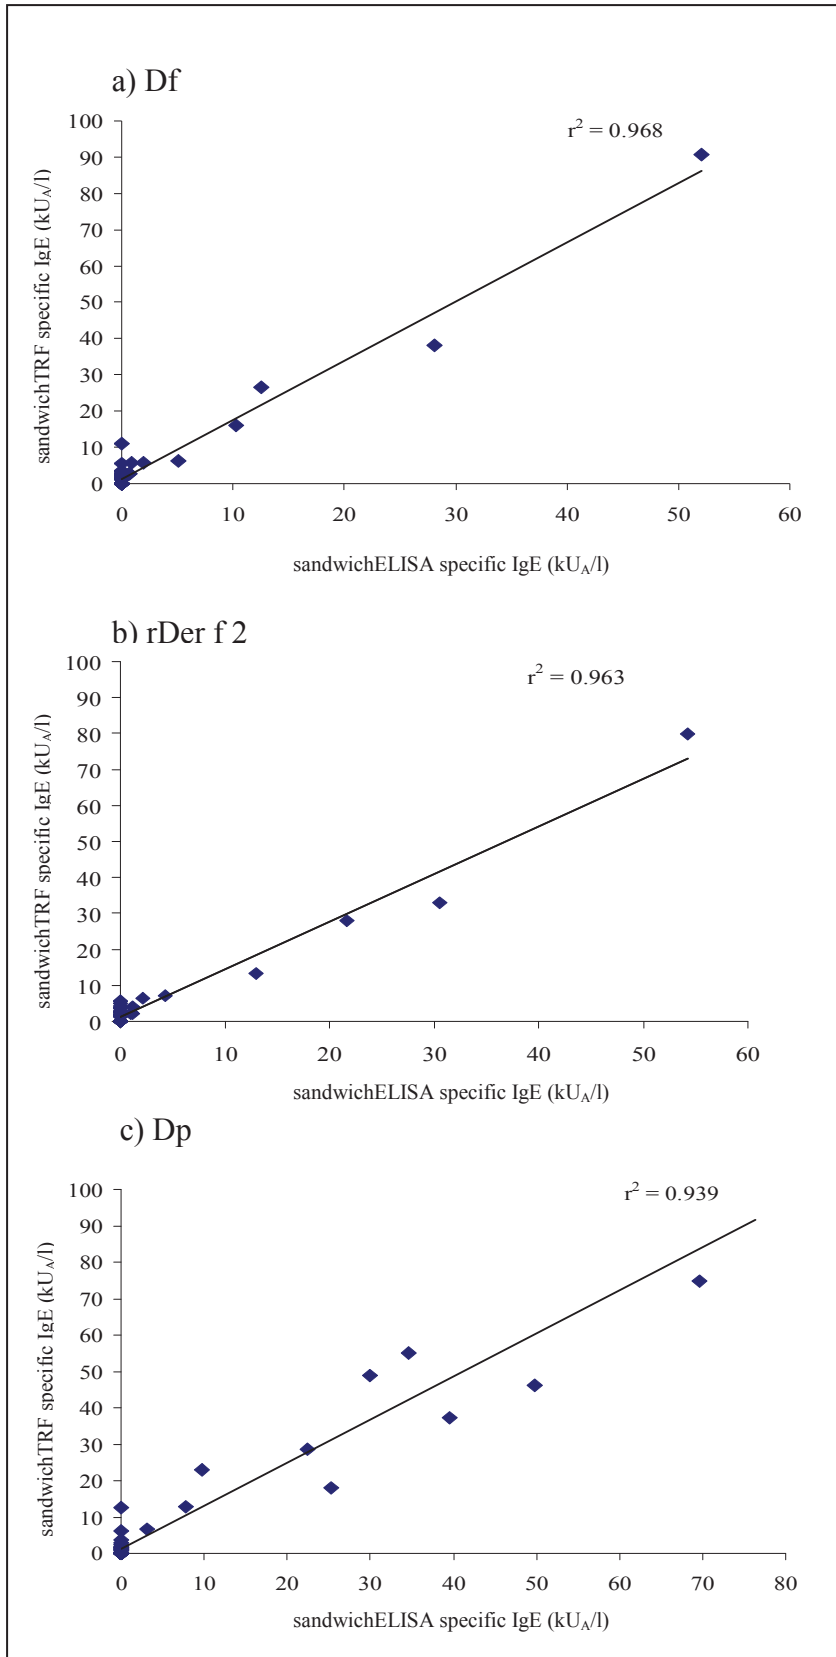 a) Df
r² = 0.968
100
90
80
70
60
50
40
30
20
10
0
sandwichTRF specific IgE (kU_A/l)
0 10 20 30 40 50 60
sandwichELISA specific IgE (kU_A/l)
b) rDer f 2
r² = 0.963
100
90
80
70
60
50
40
30
20
10
0
sandwichTRF specific IgE (kU_A/l)
0 10 20 30 40 50 60
sandwichELISA specific IgE (kU_A/l)
c) Dp
r² = 0.939
100
90
80
70
60
50
40
30
20
10
0
sandwichTRF specific IgE (kU_A/l)
0 10 20 30 40 50 60 70 80
sandwichELISA specific IgE (kU_A/l)